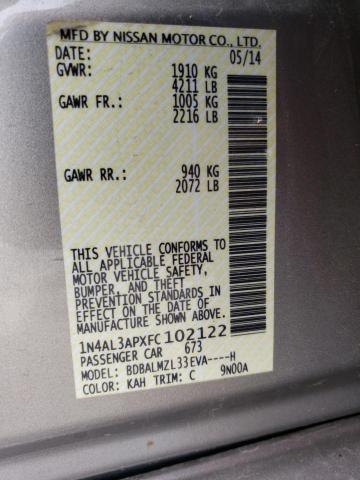 MFD BY NISSAN MOTOR CO., LTD.
DATE: 05/14
GVWR: 1910 KG
4211 LB
GAWR FR.: 1005 KG
2216 LB
GAWR RR.: 940 KG
2072 LB
THIS VEHICLE CONFORMS TO
ALL APPLICABLE FEDERAL
MOTOR VEHICLE SAFETY,
BUMPER, AND THEFT
PREVENTION STANDARDS IN
EFFECT ON THE DATE OF
MANUFACTURE SHOWN ABOVE.
1N4AL3APXFC102122
PASSENGER CAR 673
MODEL: BDBALMZL33EVA----H
COLOR: KAH TRIM: C 9N00A